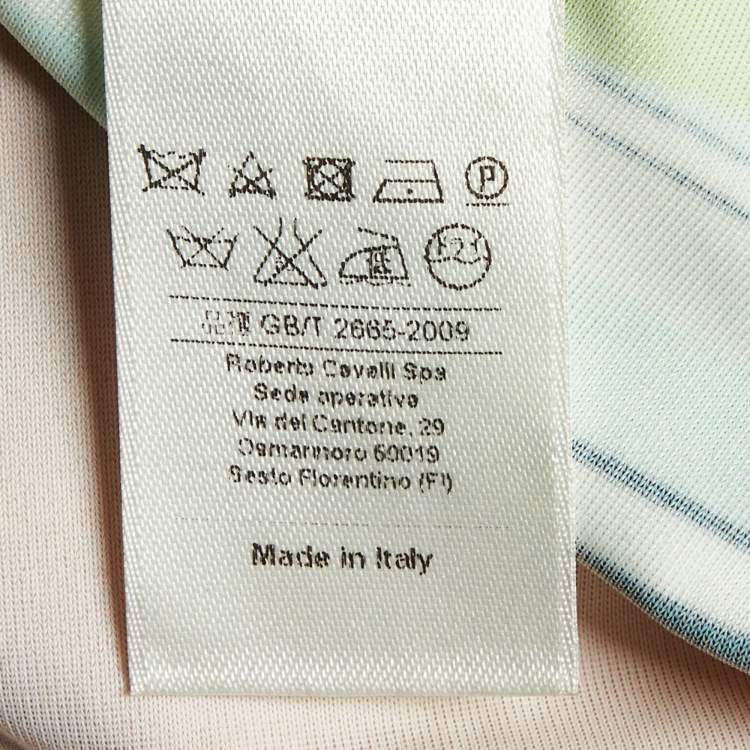 P
GB/T 2665-2009
Roberto Cavalli Spa
Sede operativa
Via del Cantone, 29
Osmannoro 50019
Sesto Fiorentino (FI)
Made in Italy